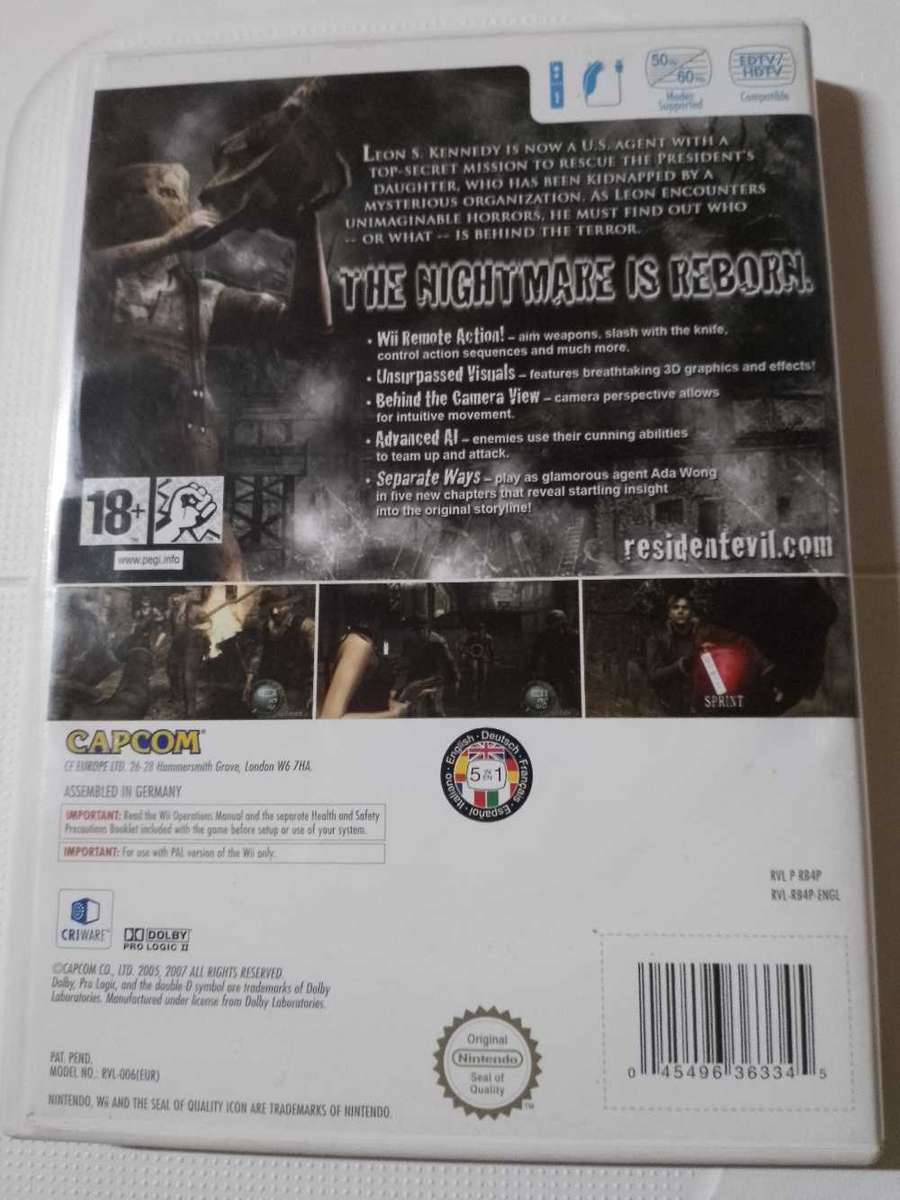 50Hz
60Hz
Modes
Supported
EDTV/
HDTV
Compatible
1
LEON S. KENNEDY IS NOW A U.S. AGENT WITH A
TOP-SECRET MISSION TO RESCUE THE PRESIDENT'S
DAUGHTER, WHO HAS BEEN KIDNAPPED BY A
MYSTERIOUS ORGANIZATION. AS LEON ENCOUNTERS
UNIMAGINABLE HORRORS, HE MUST FIND OUT WHO
-- OR WHAT -- IS BEHIND THE TERROR.
THE NIGHTMARE IS REBORN.
• Wii Remote Action! – aim weapons, slash with the knife,
control action sequences and much more.
• Unsurpassed Visuals – features breathtaking 3D graphics and effects!
• Behind the Camera View – camera perspective allows
for intuitive movement.
• Advanced AI – enemies use their cunning abilities
to team up and attack.
• Separate Ways – play as glamorous agent Ada Wong
in five new chapters that reveal startling insight
into the original storyline!
18+
www.pegi.info
residentevil.com
SPRINT
CAPCOM®
CE EUROPE LTD. 26-28 Hammersmith Grove, London W6 7HA.
ASSEMBLED IN GERMANY
IMPORTANT: Read the Wii Operations Manual and the separate Health and Safety
Precautions Booklet included with the game before setup or use of your system.
IMPORTANT: For use with PAL version of the Wii only.
English · Deutsch · Français · Español · Italiano ·
5 IN EN 1
RVL P RB4P
RVL-RB4P-ENGL
CRIWARE™
DOLBY
PRO LOGIC II
©CAPCOM CO., LTD. 2005, 2007 ALL RIGHTS RESERVED.
Dolby, Pro Logic, and the double-D symbol are trademarks of Dolby
Laboratories. Manufactured under license from Dolby Laboratories.
PAT. PEND.
MODEL NO.: RVL-006(EUR)
NINTENDO, Wii AND THE SEAL OF QUALITY ICON ARE TRADEMARKS OF NINTENDO.
Original
Nintendo
Seal of
Quality
TM
0 45496 36334 5